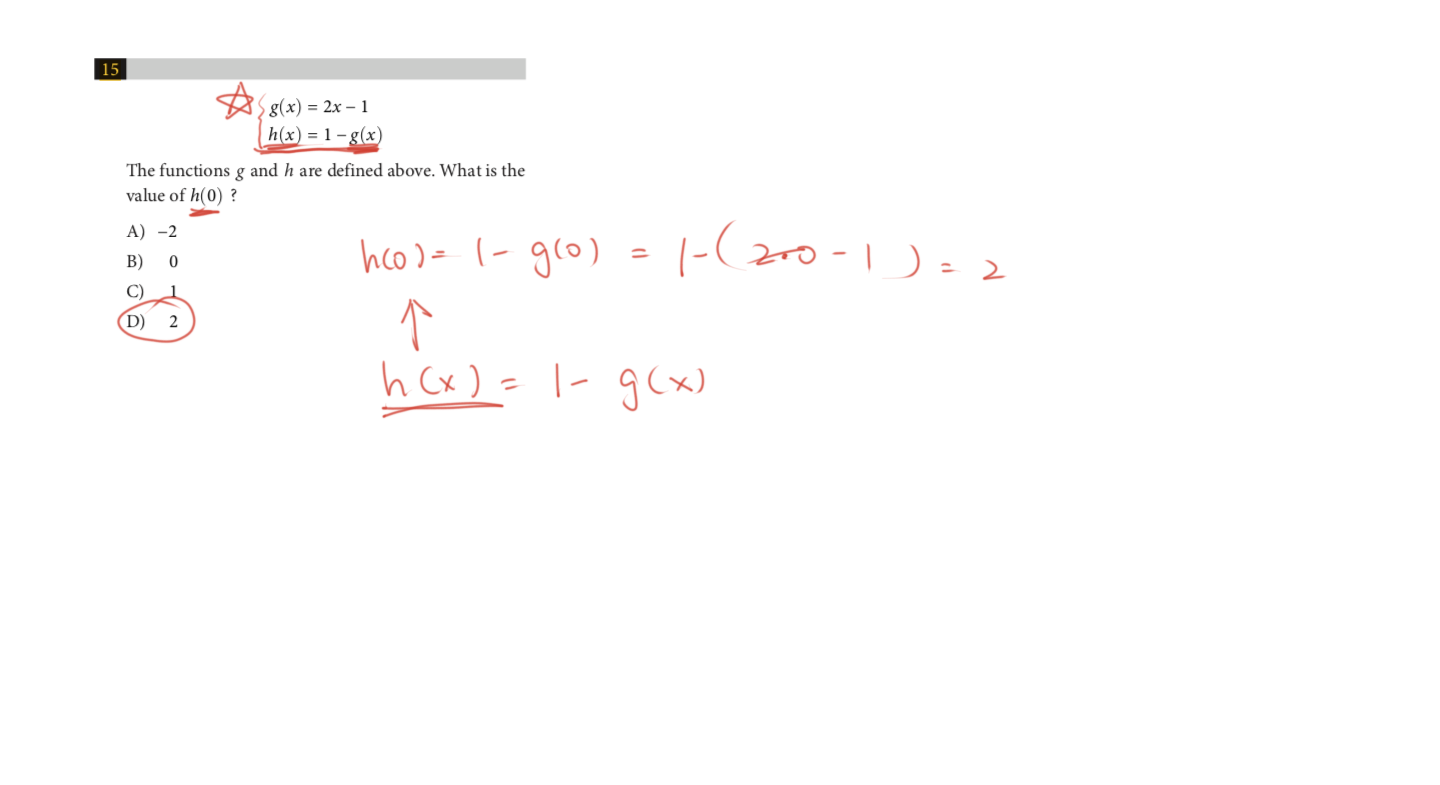 15
g(x) = 2x − 1
h(x) = 1 − g(x)
The functions g and h are defined above. What is the
value of h(0) ?
A) −2
B) 0
C) 1
D) 2
h(0) = 1 - g(0) = 1 - (2·0 - 1) = 2
h(x) = 1 - g(x)